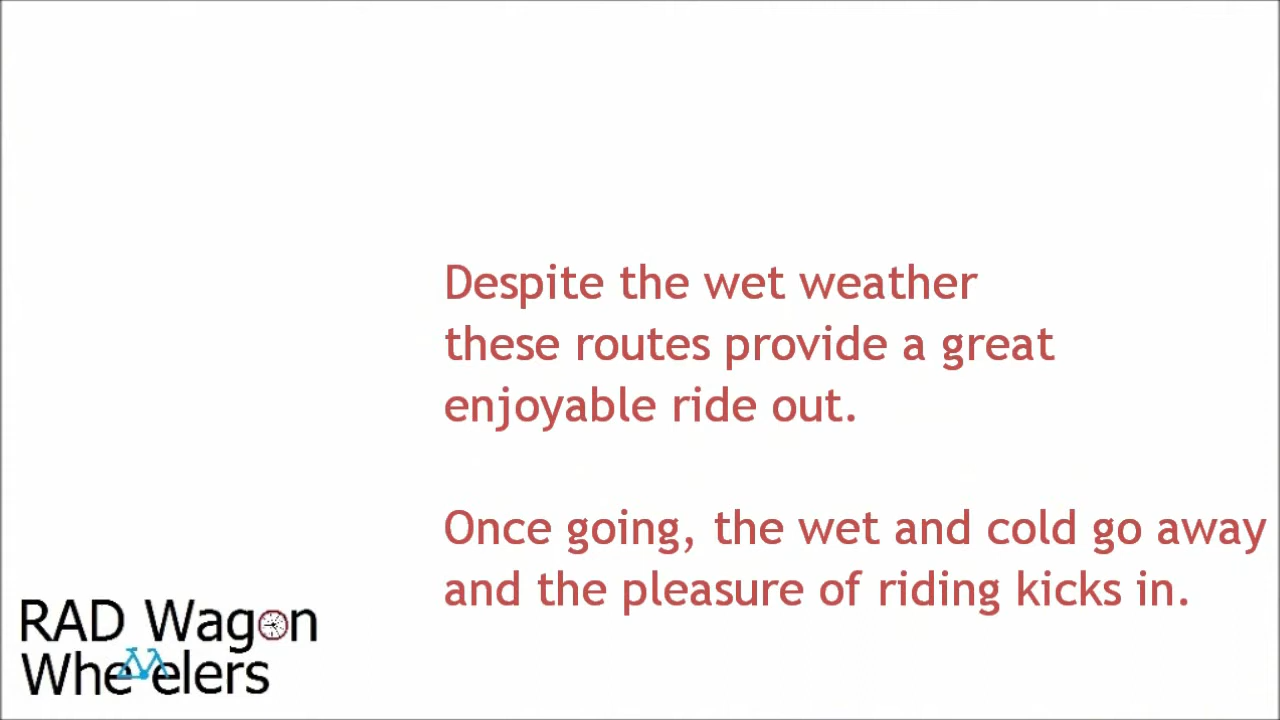 Despite the wet weather
these routes provide a great
enjoyable ride out.
Once going, the wet and cold go away
and the pleasure of riding kicks in.
RAD Wagon
Wheelers